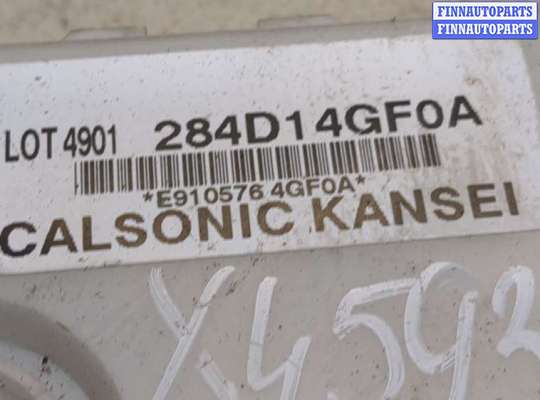 FINNAUTOPARTS
FINNAUTOPARTS
LOT 4901 284D14GF0A
*E910576 4GF0A*
CALSONIC KANSEI
X4592